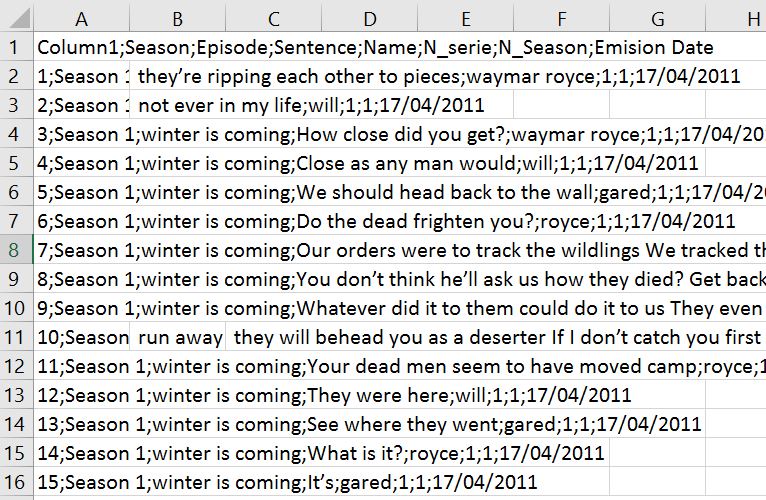 A B C D E F G H
1 Column1;Season;Episode;Sentence;Name;N_serie;N_Season;Emision Date
2 1;Season 1 they’re ripping each other to pieces;waymar royce;1;1;17/04/2011
3 2;Season 1 not ever in my life;will;1;1;17/04/2011
4 3;Season 1;winter is coming;How close did you get?;waymar royce;1;1;17/04/20
5 4;Season 1;winter is coming;Close as any man would;will;1;1;17/04/2011
6 5;Season 1;winter is coming;We should head back to the wall;gared;1;1;17/04/2
7 6;Season 1;winter is coming;Do the dead frighten you?;royce;1;1;17/04/2011
8 7;Season 1;winter is coming;Our orders were to track the wildlings We tracked th
9 8;Season 1;winter is coming;You don’t think he’ll ask us how they died? Get back
10 9;Season 1;winter is coming;Whatever did it to them could do it to us They even
11 10;Season run away they will behead you as a deserter If I don’t catch you first
12 11;Season 1;winter is coming;Your dead men seem to have moved camp;royce;1
13 12;Season 1;winter is coming;They were here;will;1;1;17/04/2011
14 13;Season 1;winter is coming;See where they went;gared;1;1;17/04/2011
15 14;Season 1;winter is coming;What is it?;royce;1;1;17/04/2011
16 15;Season 1;winter is coming;It’s;gared;1;1;17/04/2011